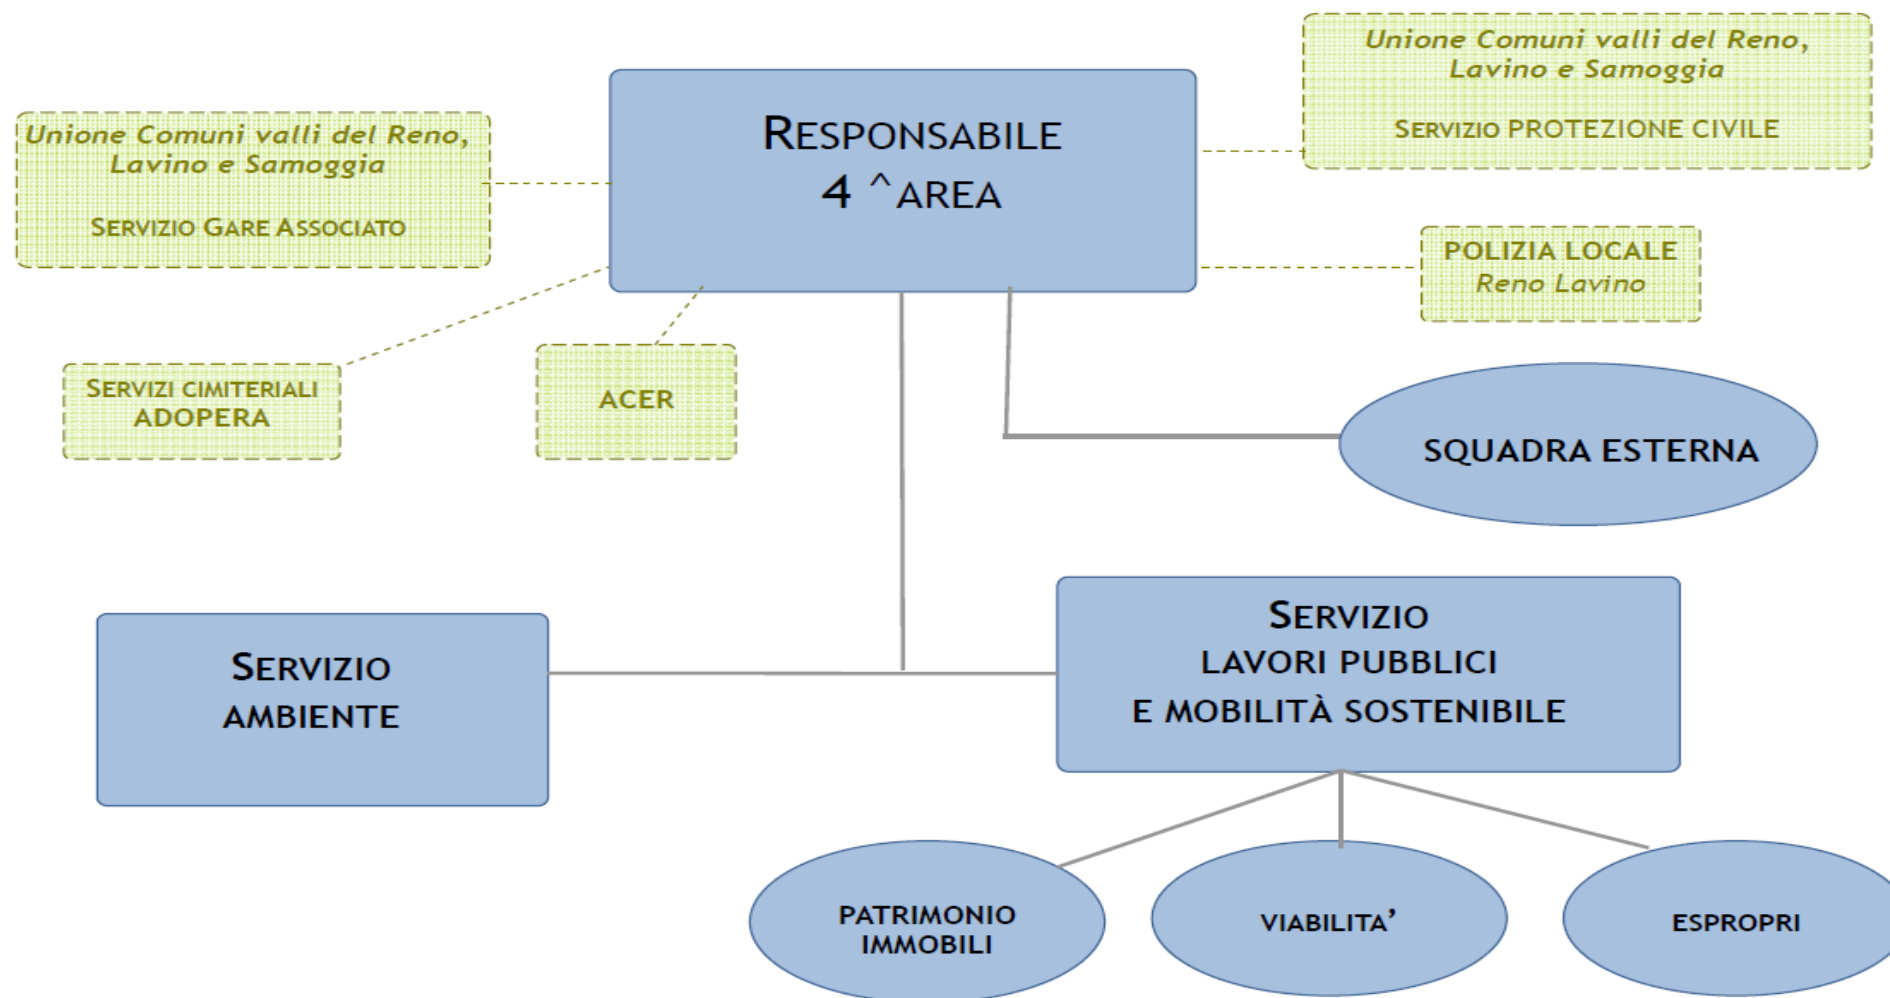 Unione Comuni valli del Reno,
Lavino e Samoggia
SERVIZIO PROTEZIONE CIVILE
RESPONSABILE
4 ^AREA
Unione Comuni valli del Reno,
Lavino e Samoggia
SERVIZIO GARE ASSOCIATO
POLIZIA LOCALE
Reno Lavino
SERVIZI CIMITERIALI
ADOPERA
ACER
SQUADRA ESTERNA
SERVIZIO
AMBIENTE
SERVIZIO
LAVORI PUBBLICI
E MOBILITÀ SOSTENIBILE
PATRIMONIO
IMMOBILI
VIABILITA’
ESPROPRI